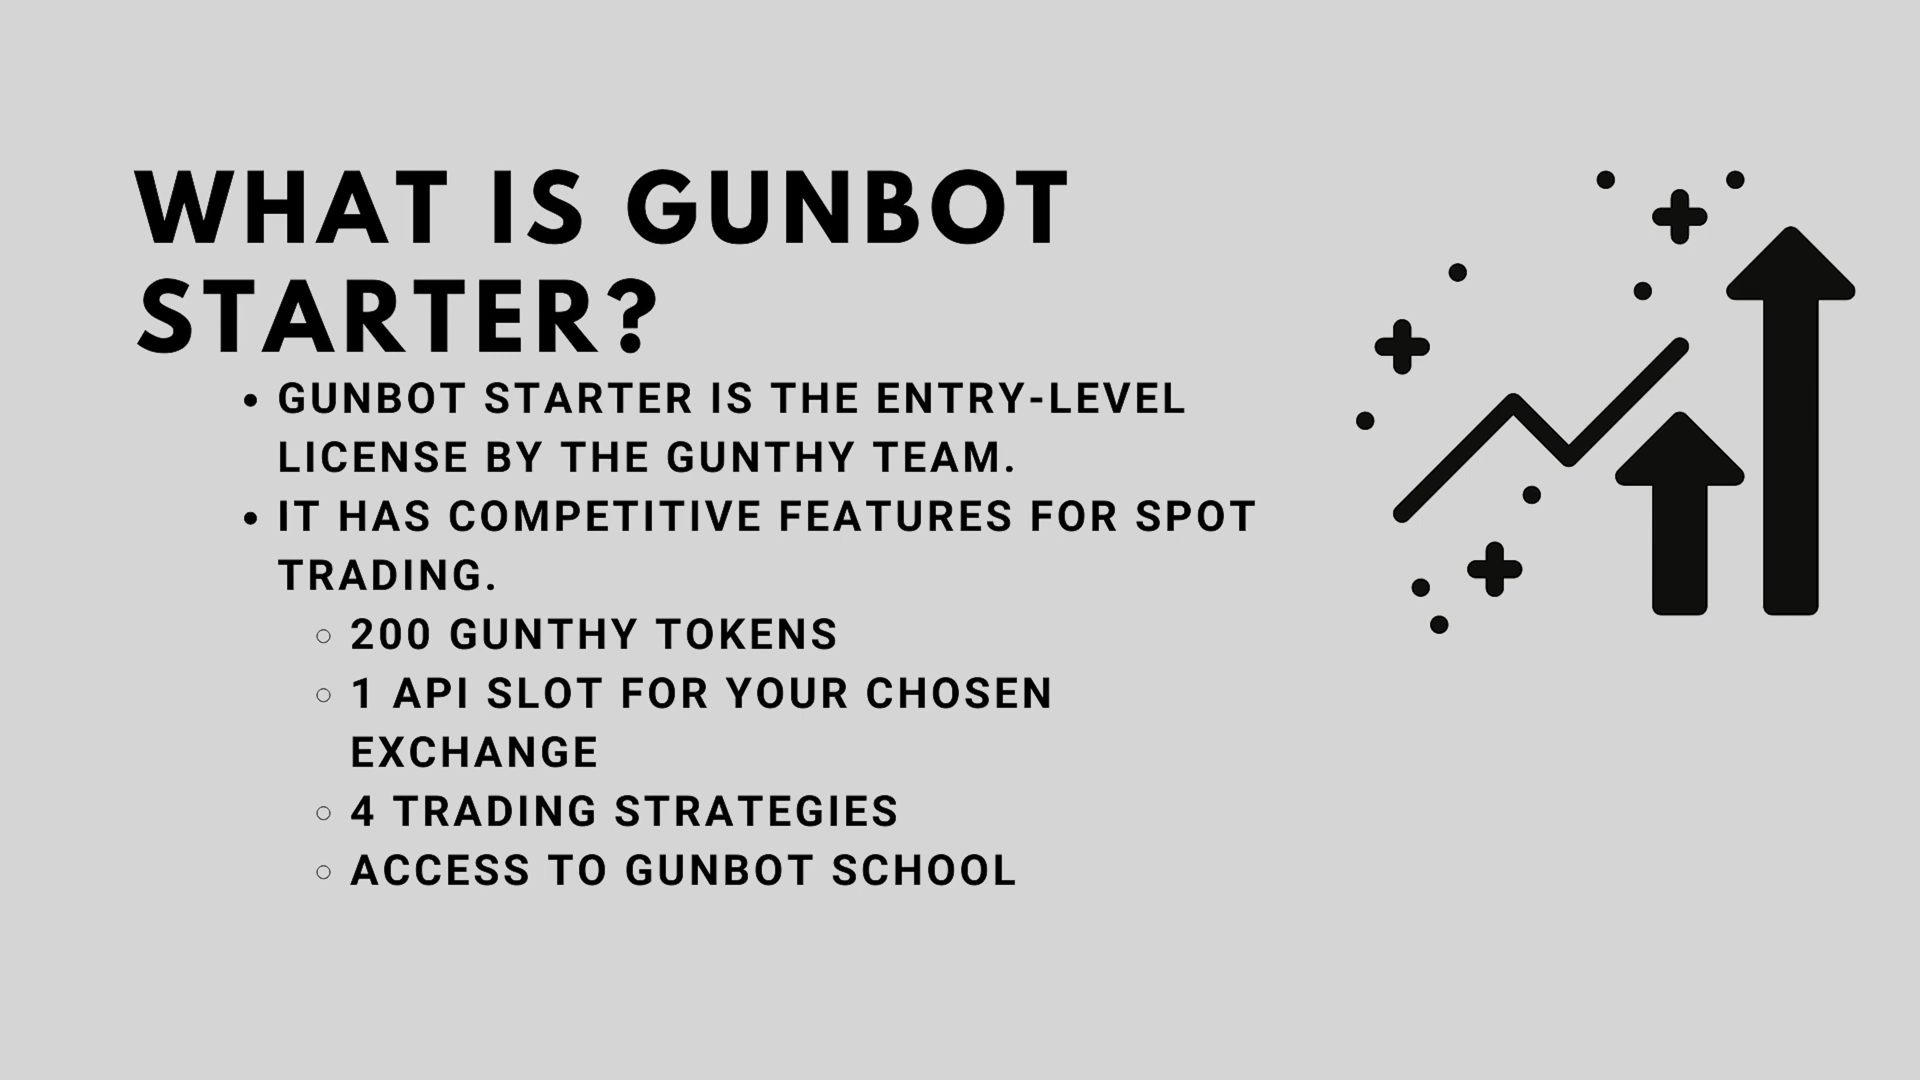 WHAT IS GUNBOT
STARTER?
• GUNBOT STARTER IS THE ENTRY-LEVEL
LICENSE BY THE GUNTHY TEAM.
• IT HAS COMPETITIVE FEATURES FOR SPOT
TRADING.
○ 200 GUNTHY TOKENS
○ 1 API SLOT FOR YOUR CHOSEN
EXCHANGE
○ 4 TRADING STRATEGIES
○ ACCESS TO GUNBOT SCHOOL